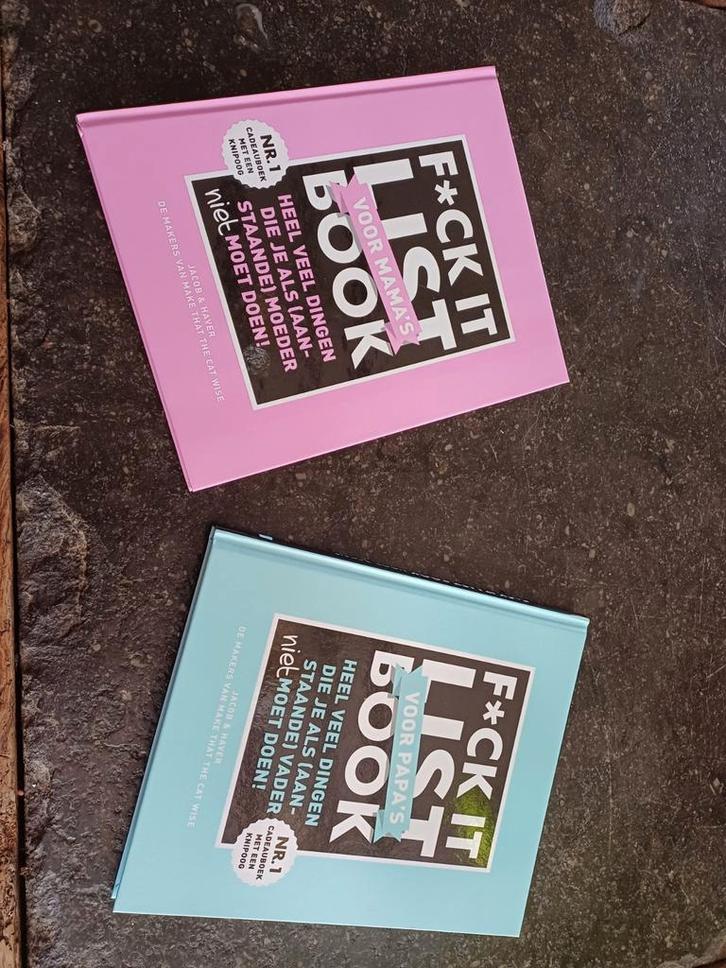 F*CK IT
LIST
BOOK
VOOR MAMA'S
HEEL VEEL DINGEN
DIE JE ALS (AAN-
STAANDE) MOEDER
niet MOET DOEN!
NR.1
CADEAUBOEK
MET EEN
KNIPOOG
JACOB & HAVER
DE MAKERS VAN MAKE THAT THE CAT WISE
F*CK IT
LIST
BOOK
VOOR PAPA'S
HEEL VEEL DINGEN
DIE JE ALS (AAN-
STAANDE) VADER
niet MOET DOEN!
NR.1
CADEAUBOEK
MET EEN
KNIPOOG
JACOB & HAVER
DE MAKERS VAN MAKE THAT THE CAT WISE